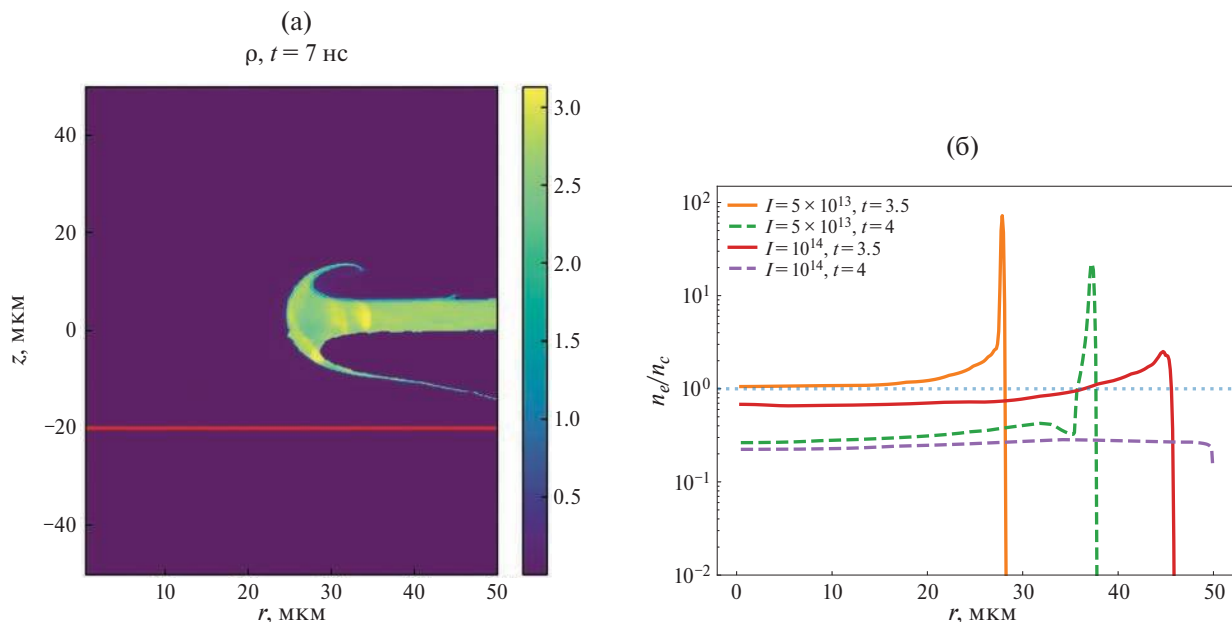 (а)
ρ, t = 7 нс
40
20
0
−20
−40
z, мкм
10
20
30
40
50
r, мкм
3.0
2.5
2.0
1.5
1.0
0.5
(б)
I = 5 × 10¹³, t = 3.5
I = 5 × 10¹³, t = 4
I = 10¹⁴, t = 3.5
I = 10¹⁴, t = 4
10²
10¹
10⁰
10⁻¹
10⁻²
nₑ/n_c
0
10
20
30
40
50
r, мкм